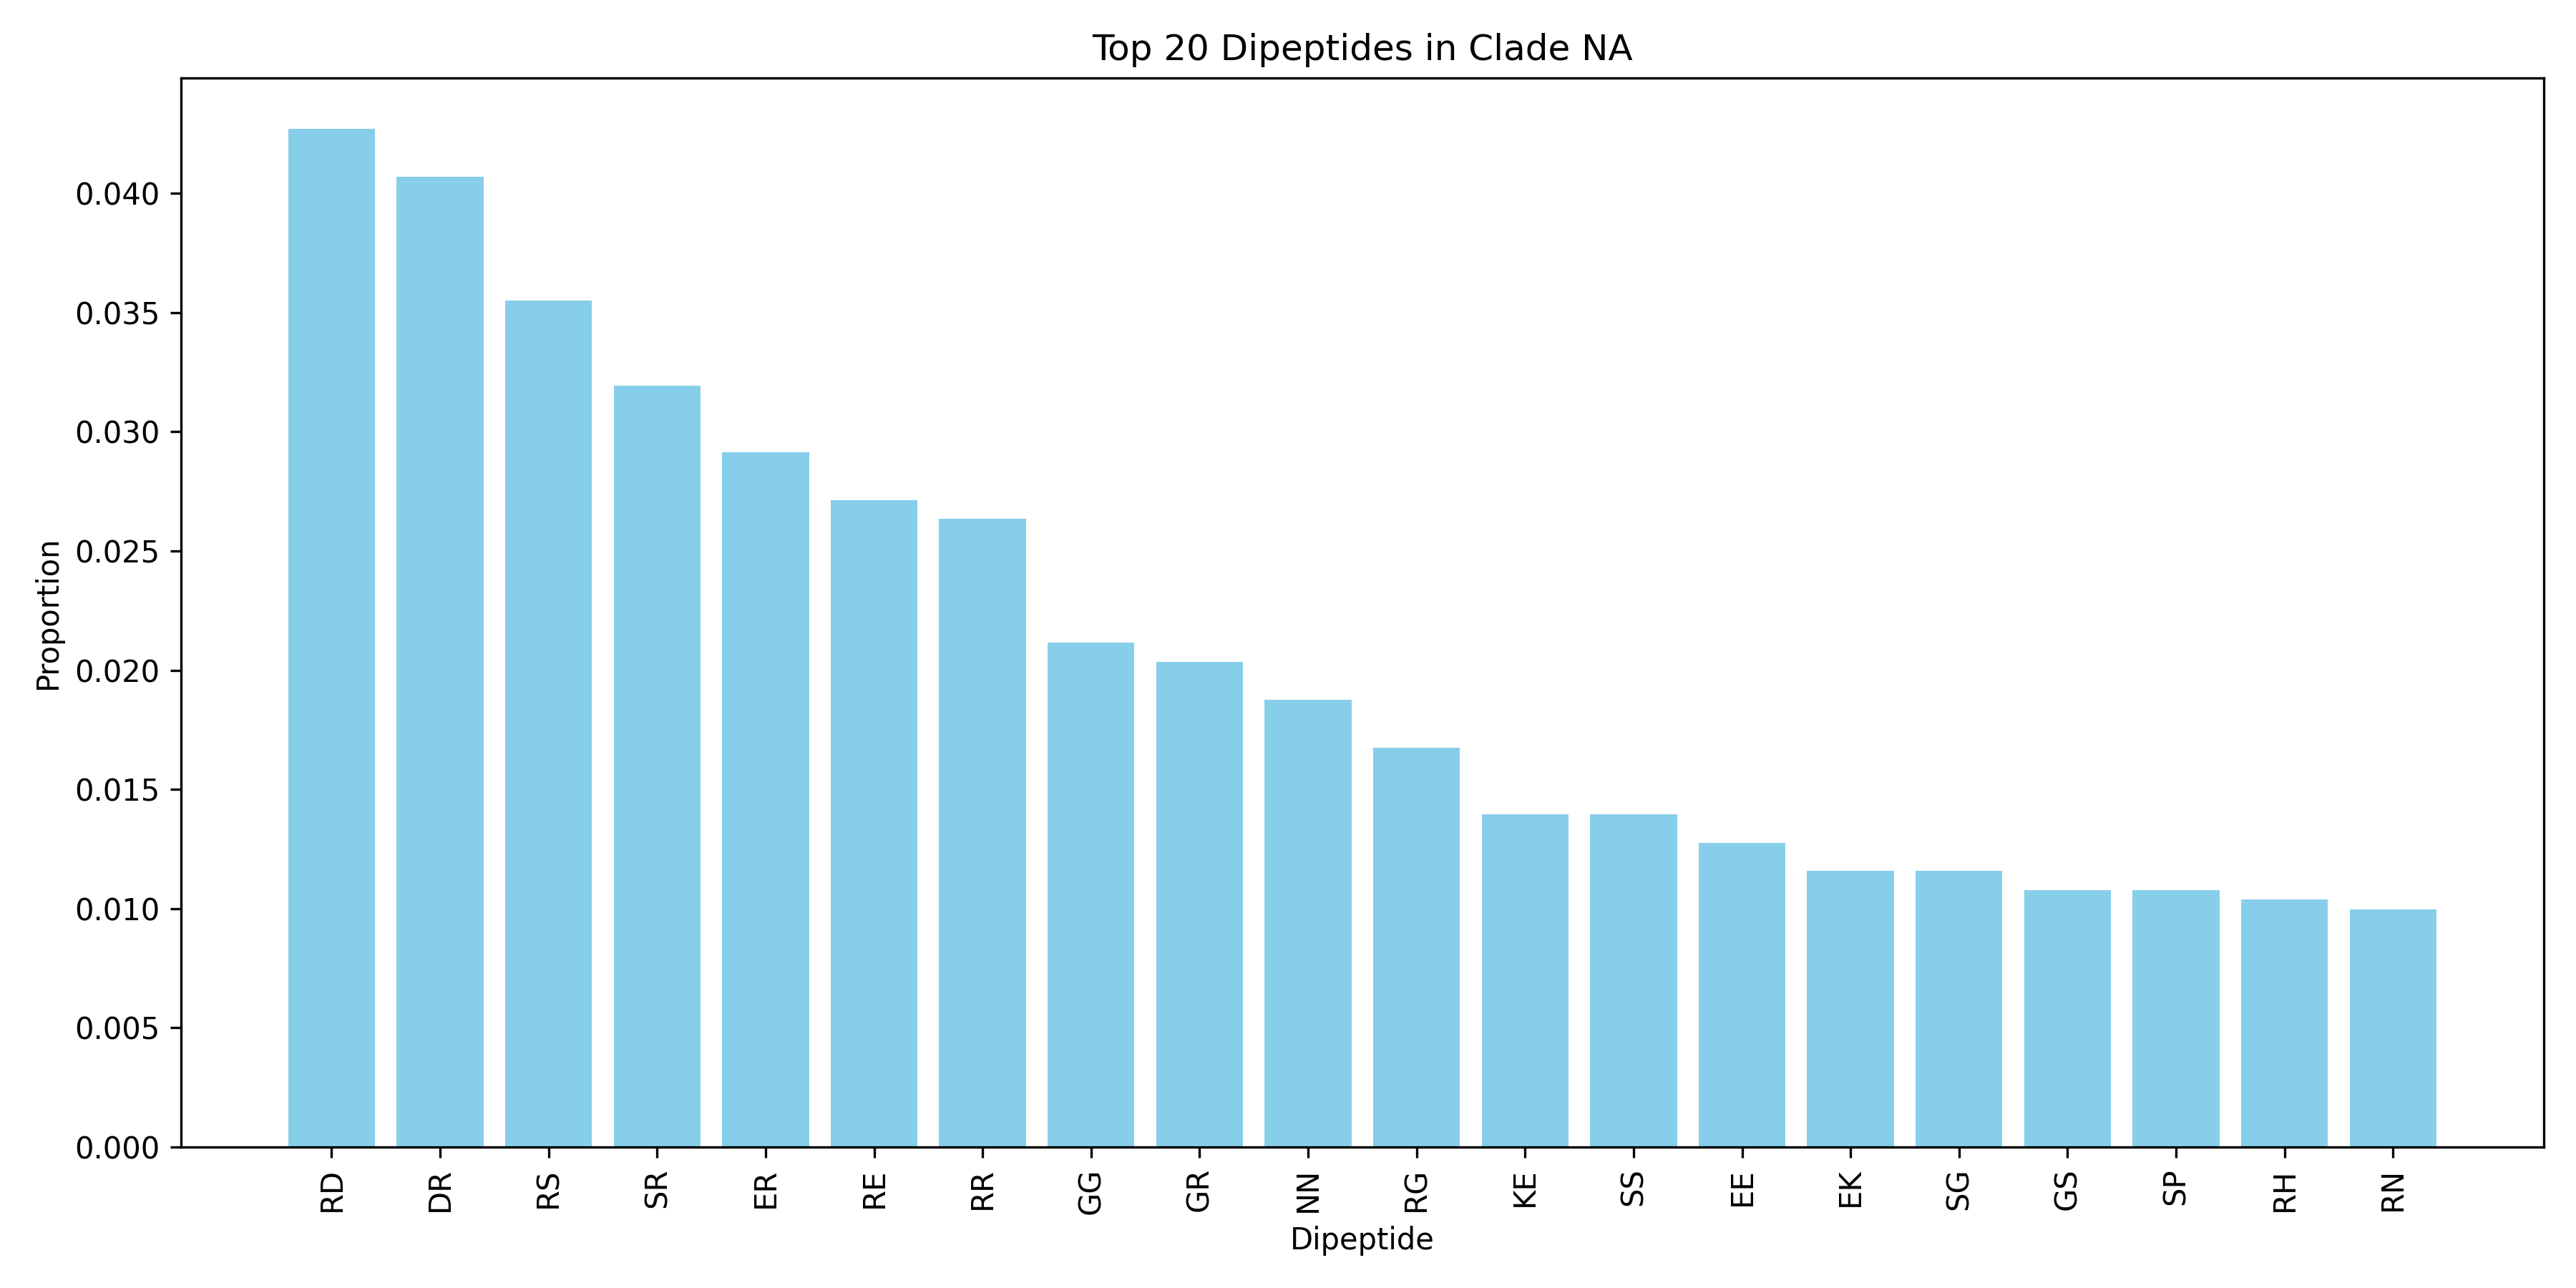 Top 20 Dipeptides in Clade NA
Proportion
0.040
0.035
0.030
0.025
0.020
0.015
0.010
0.005
0.000
RD DR RS SR ER RE RR GG GR NN RG KE SS EE EK SG GS SP RH RN
Dipeptide